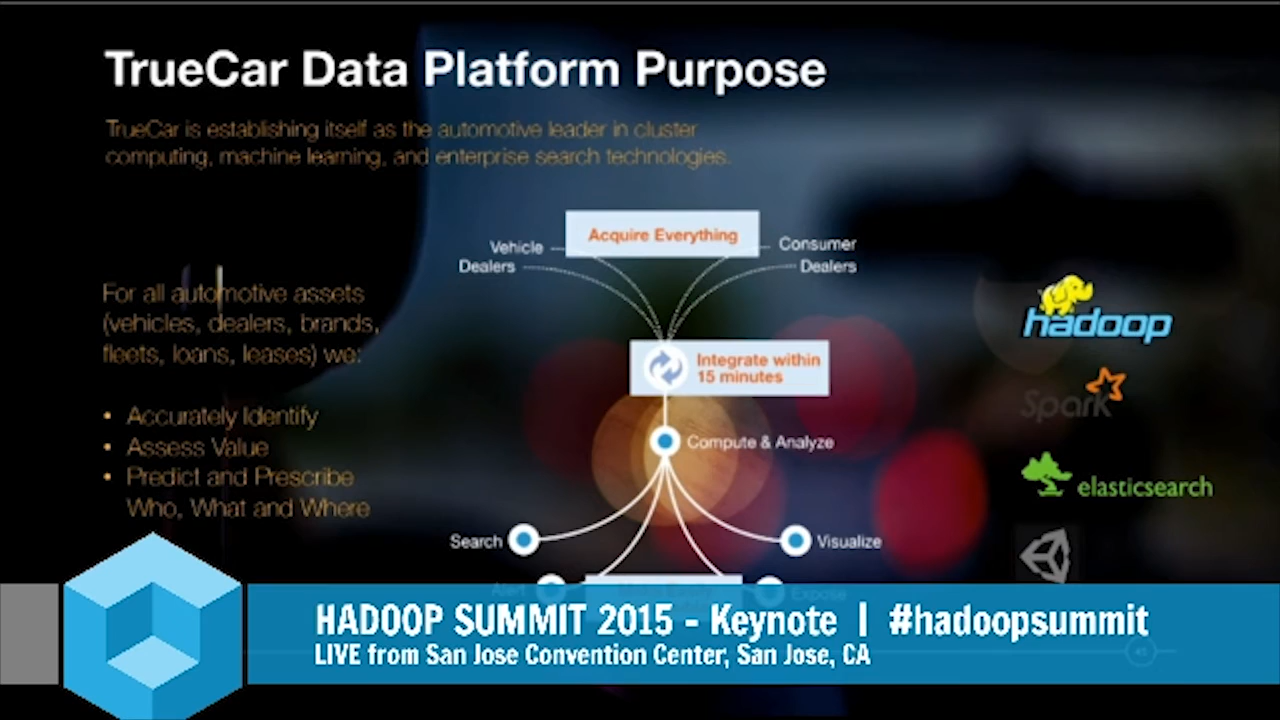 TrueCar Data Platform Purpose
TrueCar is establishing itself as the automotive leader in cluster
computing, machine learning, and enterprise search technologies.
Acquire Everything
Vehicle
Consumer
Dealers
Dealers
For all automotive assets
(vehicles, dealers, brands,
fleets, loans, leases) we:
• Accurately Identify
• Assess Value
• Predict and Prescribe
Who, What and Where
Integrate within
15 minutes
Compute & Analyze
Search
Visualize
Alert
Expose
hadoop
Spark
elasticsearch
HADOOP SUMMIT 2015 - Keynote | #hadoopsummit
LIVE from San Jose Convention Center, San Jose, CA